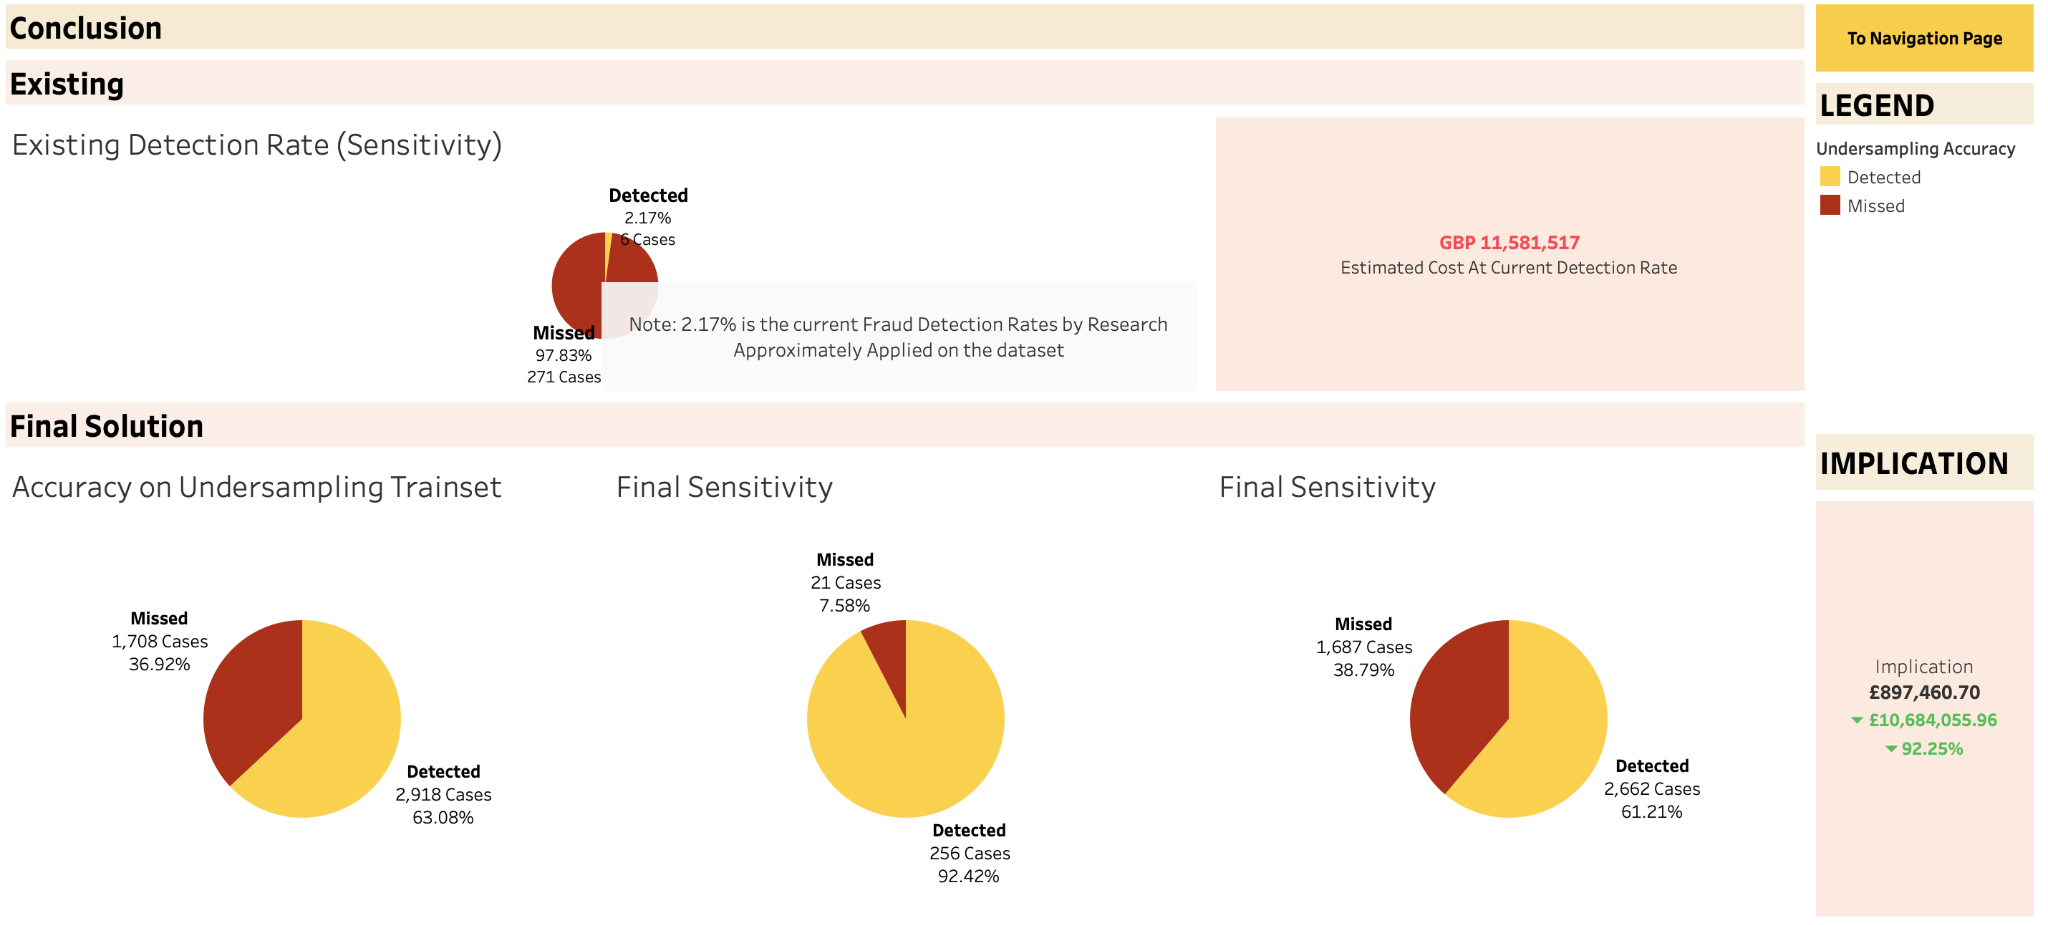 Conclusion
To Navigation Page
Existing
LEGEND
Existing Detection Rate (Sensitivity)
Undersampling Accuracy
Detected
Missed
Detected
2.17%
6 Cases
GBP 11,581,517
Estimated Cost At Current Detection Rate
Note: 2.17% is the current Fraud Detection Rates by Research
Approximately Applied on the dataset
Missed
97.83%
271 Cases
Final Solution
IMPLICATION
Accuracy on Undersampling Trainset
Missed
1,708 Cases
36.92%
Detected
2,918 Cases
63.08%
Final Sensitivity
Missed
21 Cases
7.58%
Detected
256 Cases
92.42%
Final Sensitivity
Missed
1,687 Cases
38.79%
Detected
2,662 Cases
61.21%
Implication
£897,460.70
▼ £10,684,055.96
▼ 92.25%